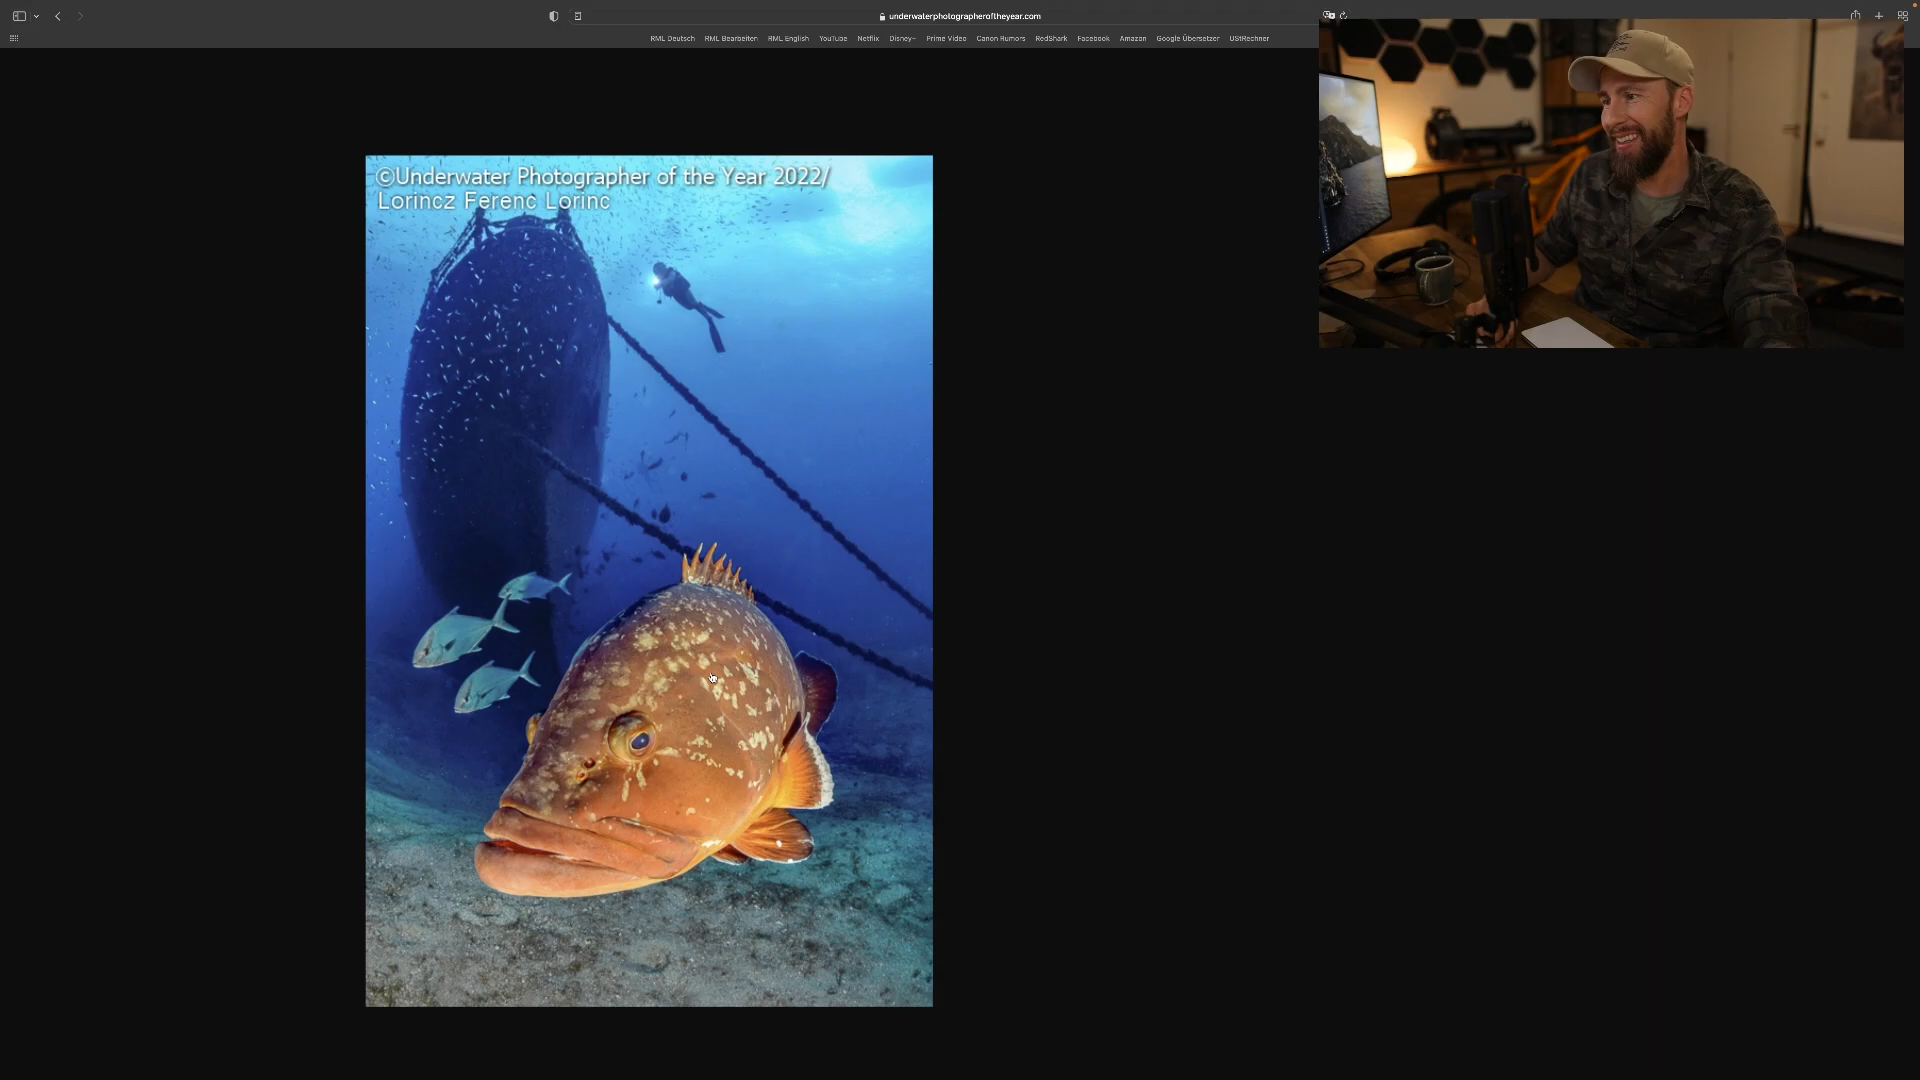 underwaterphotographeroftheyear.com
RML Deutsch RML Bearbeiten RML English YouTube Netflix Disney+ Prime Video Canon Rumors RedShark Facebook Amazon Google Übersetzer UStRechner
©Underwater Photographer of the Year 2022/
Lorincz Ferenc Lorinc